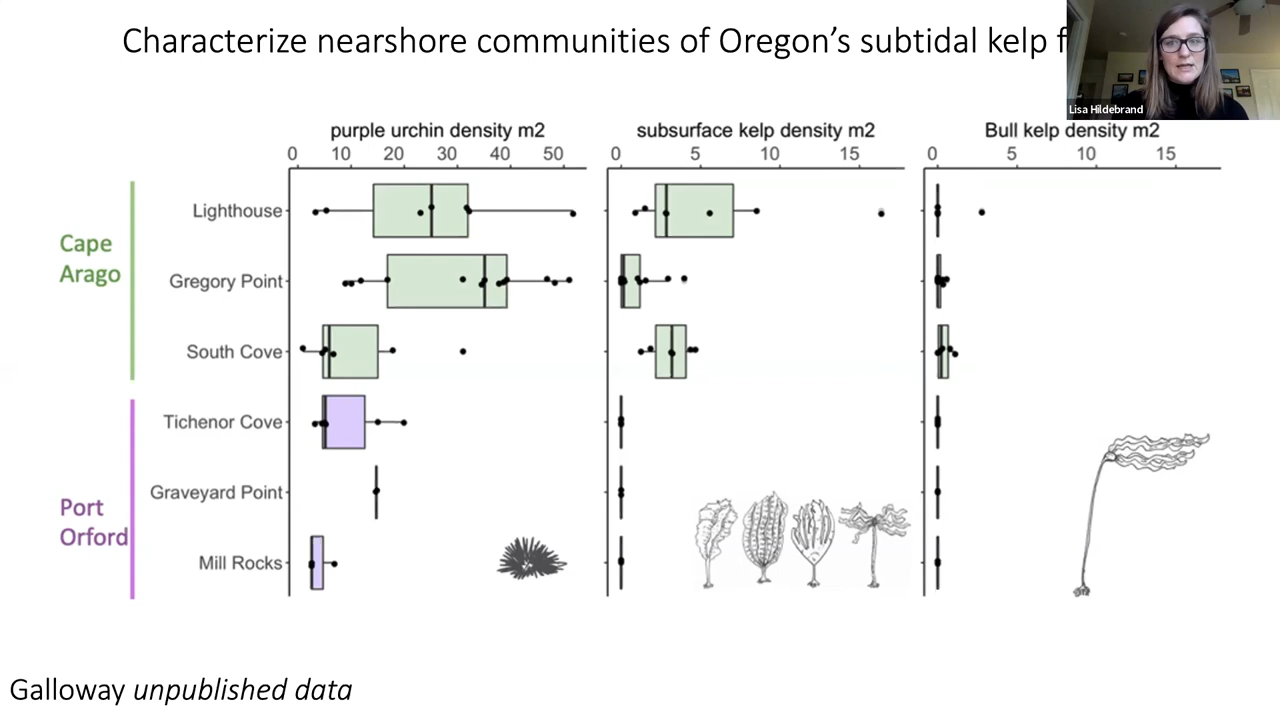 Characterize nearshore communities of Oregon's subtidal kelp f
Lisa Hildebrand
purple urchin density m2
subsurface kelp density m2
Bull kelp density m2
0 10 20 30 40 50
0 5 10 15
0 5 10 15
Cape
Arago
Lighthouse
Gregory Point
South Cove
Port
Orford
Tichenor Cove
Graveyard Point
Mill Rocks
Galloway unpublished data